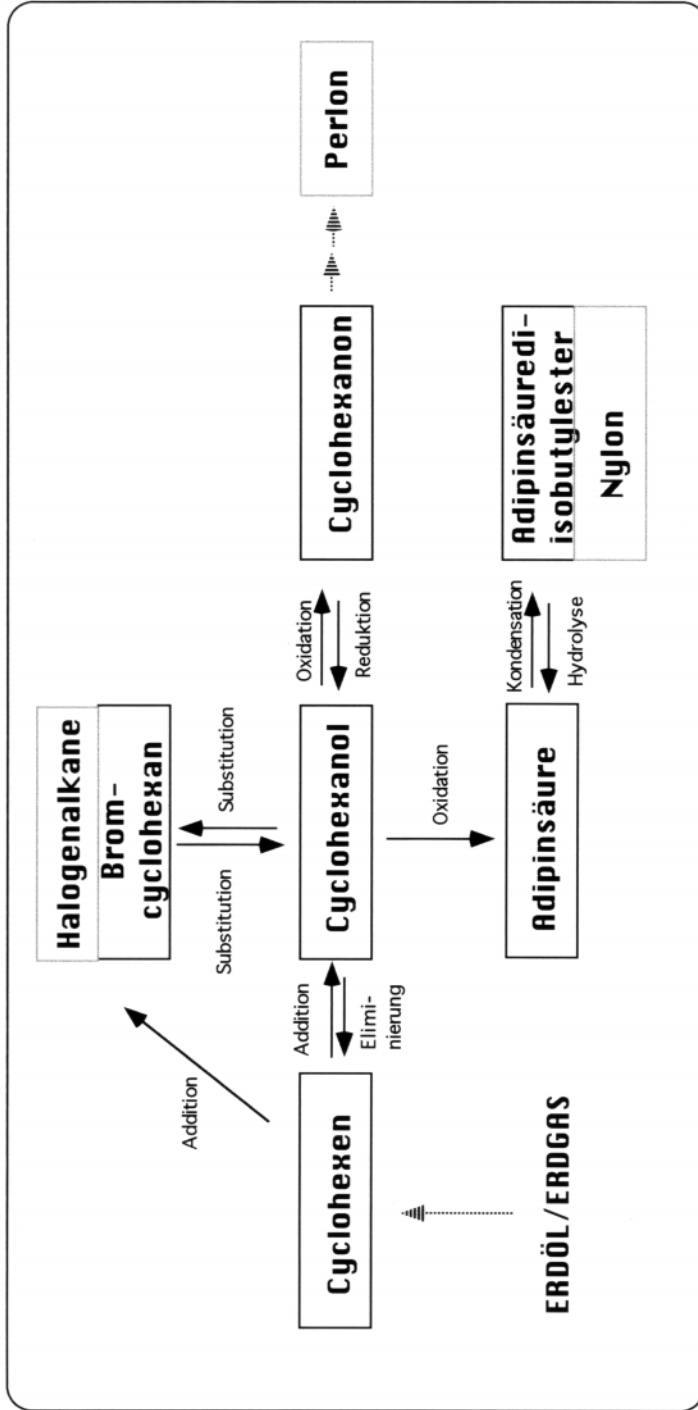 Halogenalkane
Brom-
cyclohexan
Addition
Substitution
Substitution
Cyclohexen
Addition
Elimi-
nierung
Cyclohexanol
Oxidation
Reduktion
Cyclohexanon
Perlon
Oxidation
ERDÖL/ERDGAS
Adipinsäure
Kondensation
Hydrolyse
Adipinsäuredi-
isobutylester
Nylon